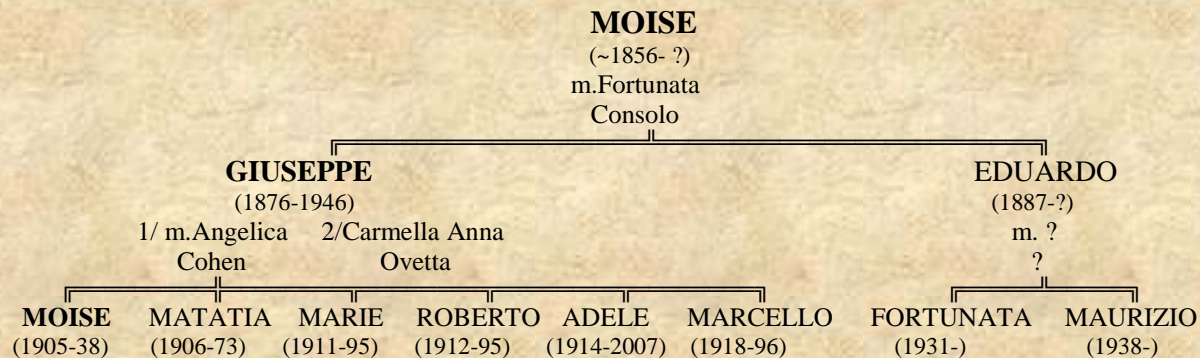 MOISE
(~1856- ?)
m.Fortunata
Consolo
GIUSEPPE EDUARDO
(1876-1946) (1887-?)
1/ m.Angelica 2/Carmella Anna m. ?
Cohen Ovetta ?
MOISE MATATIA MARIE ROBERTO ADELE MARCELLO FORTUNATA MAURIZIO
(1905-38) (1906-73) (1911-95) (1912-95) (1914-2007) (1918-96) (1931-) (1938-)